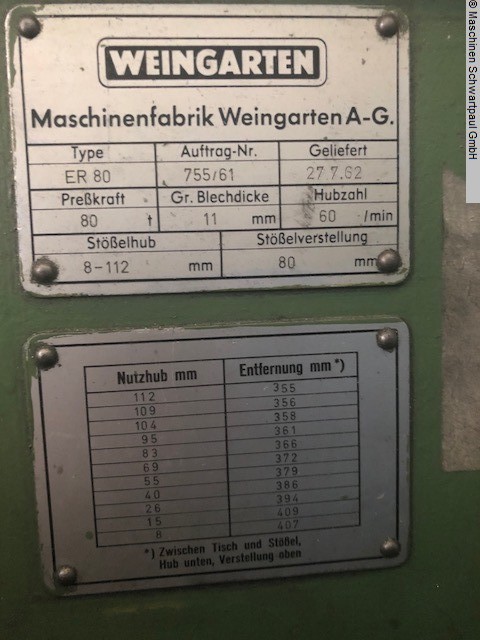 © Maschinen Schwartpaul GmbH
WEINGARTEN
Maschinenfabrik Weingarten A-G.
Type Auftrag-Nr. Geliefert
ER 80 755/61 27 7.62
Preßkraft Gr. Blechdicke Hubzahl
80 t 11 mm 60 /min
Stößelhub Stößelverstellung
8-112 mm 80 mm
Nutzhub mm Entfernung mm*)
112 355
109 356
104 358
95 361
83 366
69 372
55 379
40 386
26 394
15 409
8 407
*) Zwischen Tisch und Stößel,
Hub unten, Verstellung oben